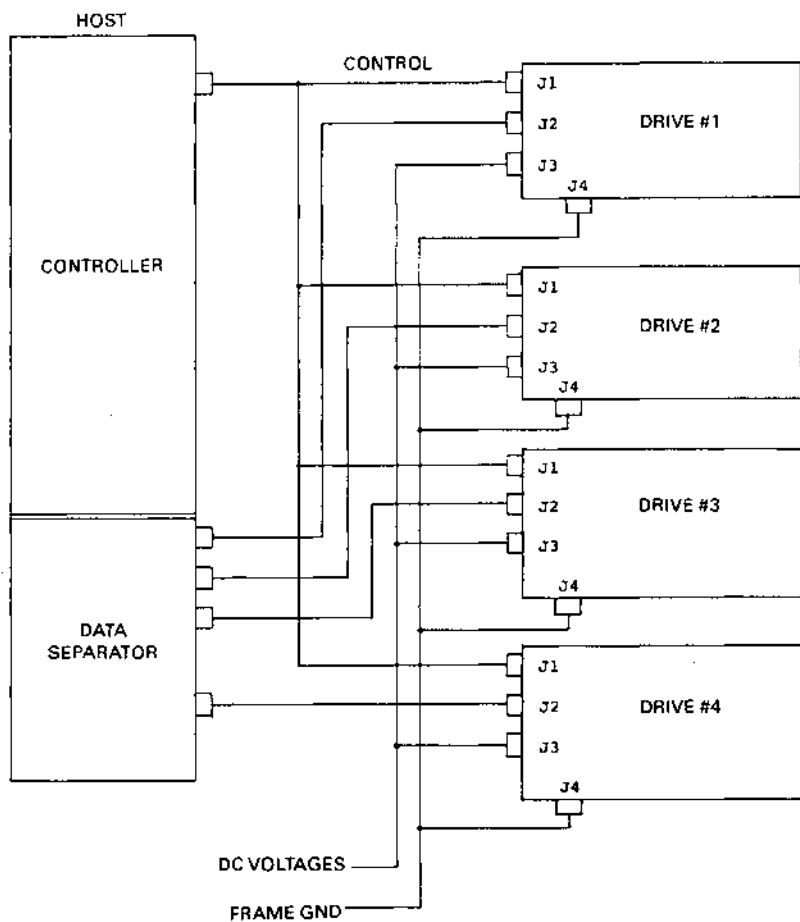 HOST
CONTROL
J1
J2
DRIVE #1
J3
J4
CONTROLLER
J1
J2
DRIVE #2
J3
J4
J1
J2
DRIVE #3
J3
J4
DATA
SEPARATOR
J1
J2
DRIVE #4
J3
J4
DC VOLTAGES
FRAME GND